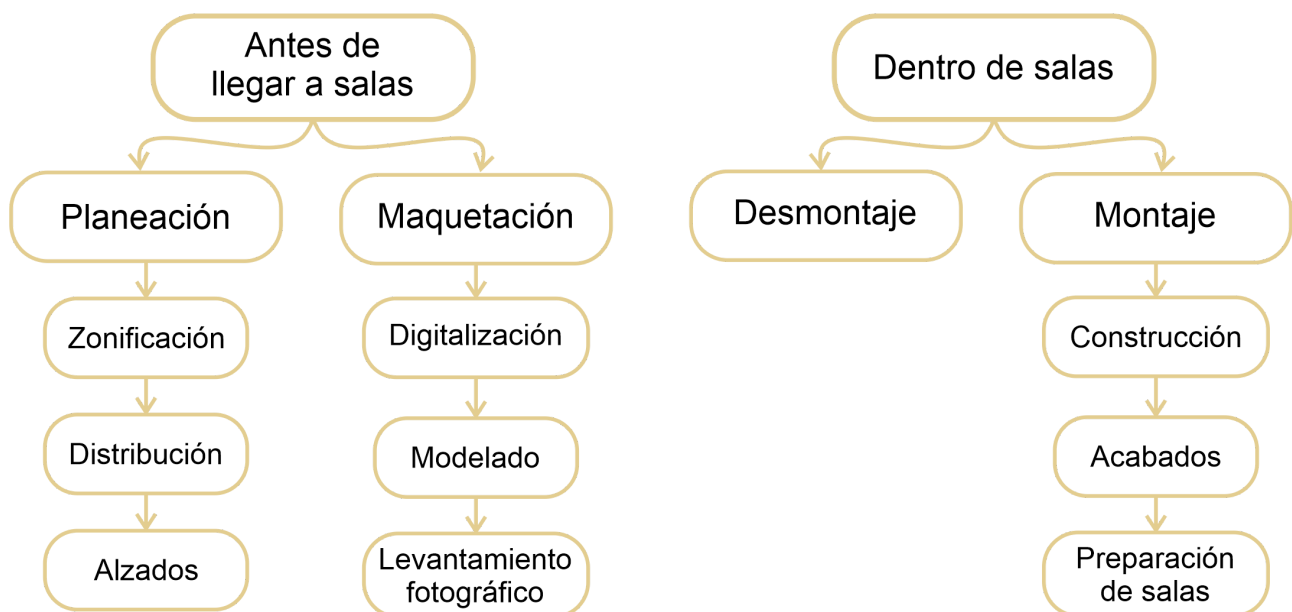 Antes de
llegar a salas
Planeación
Zonificación
Distribución
Alzados
Maquetación
Digitalización
Modelado
Levantamiento
fotográfico
Dentro de salas
Desmontaje
Montaje
Construcción
Acabados
Preparación
de salas